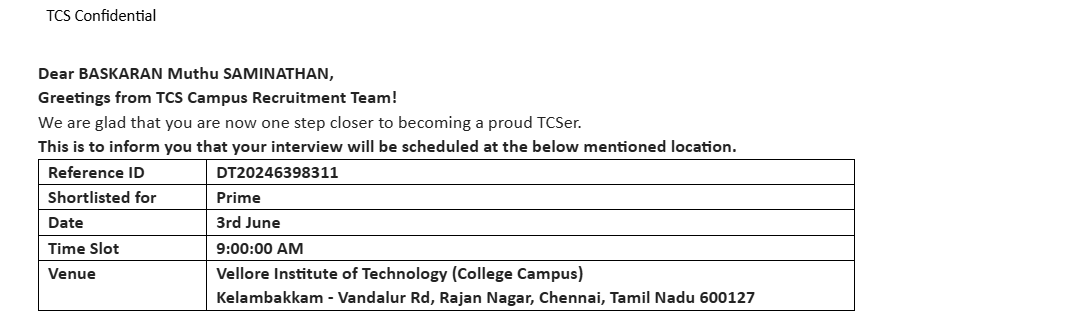 TCS Confidential
Dear BASKARAN Muthu SAMINATHAN,
Greetings from TCS Campus Recruitment Team!
We are glad that you are now one step closer to becoming a proud TCSer.
This is to inform you that your interview will be scheduled at the below mentioned location.
Reference ID DT20246398311
Shortlisted for Prime
Date 3rd June
Time Slot 9:00:00 AM
Venue Vellore Institute of Technology (College Campus)
Kelambakkam - Vandalur Rd, Rajan Nagar, Chennai, Tamil Nadu 600127